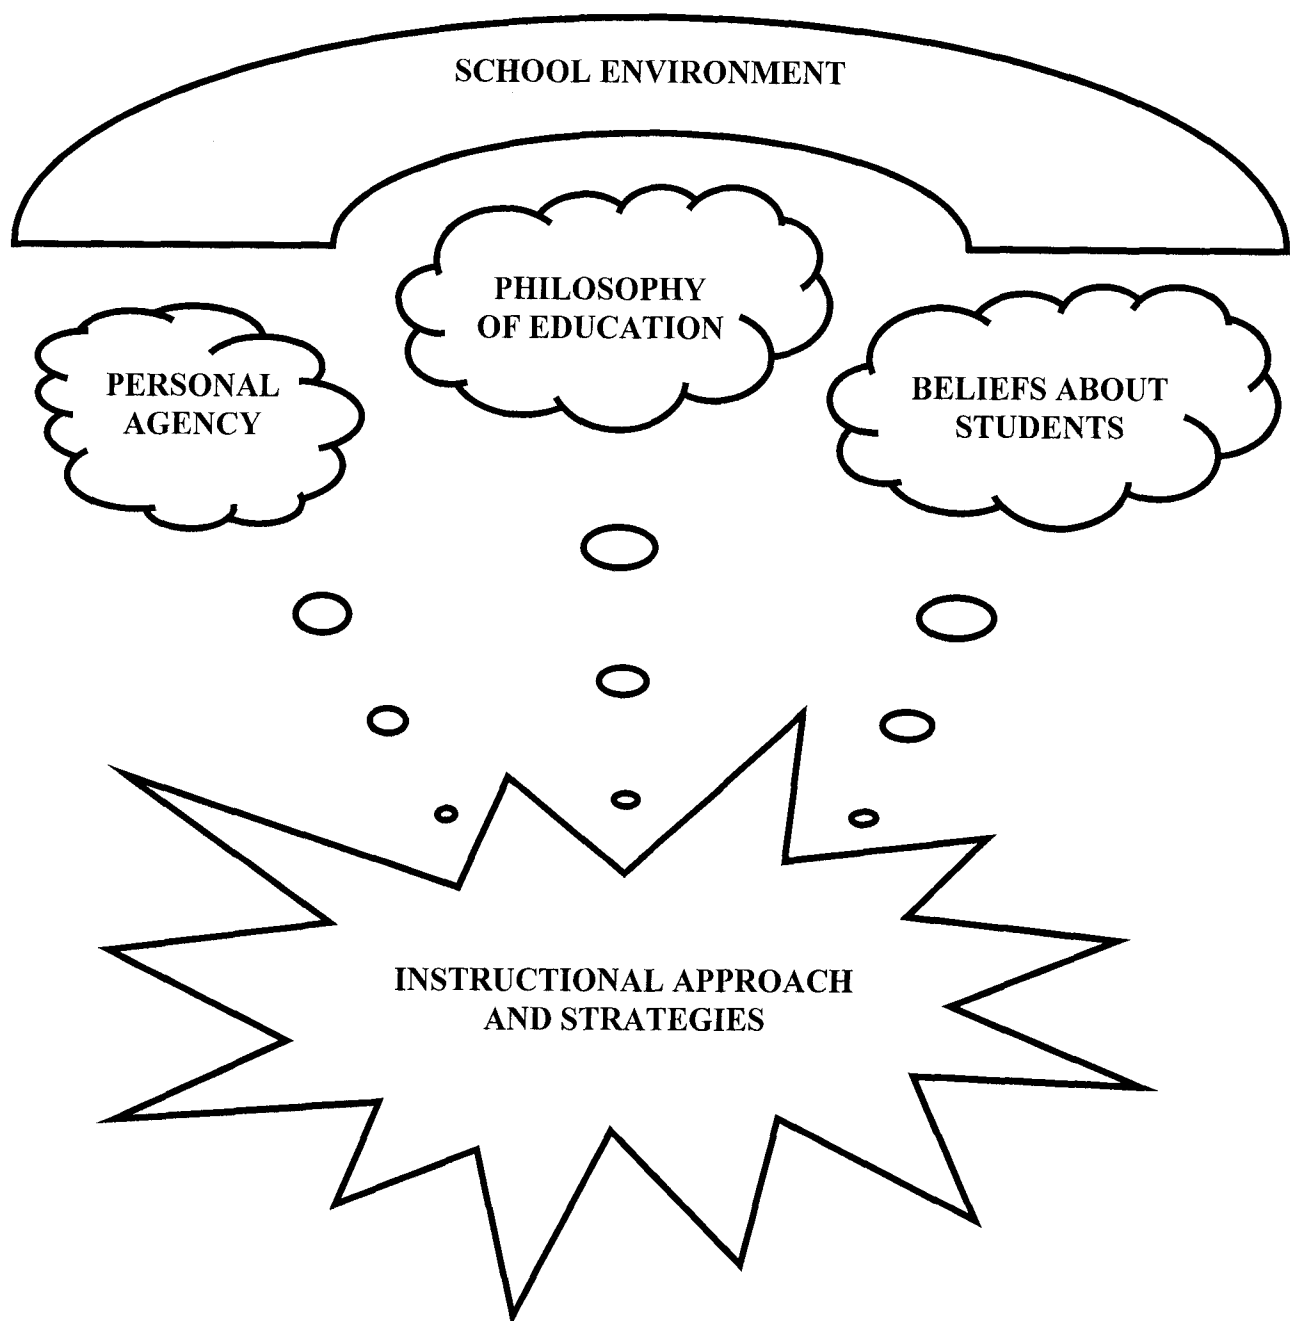 SCHOOL ENVIRONMENT
PHILOSOPHY
OF EDUCATION
PERSONAL
AGENCY
BELIEFS ABOUT
STUDENTS
INSTRUCTIONAL APPROACH
AND STRATEGIES